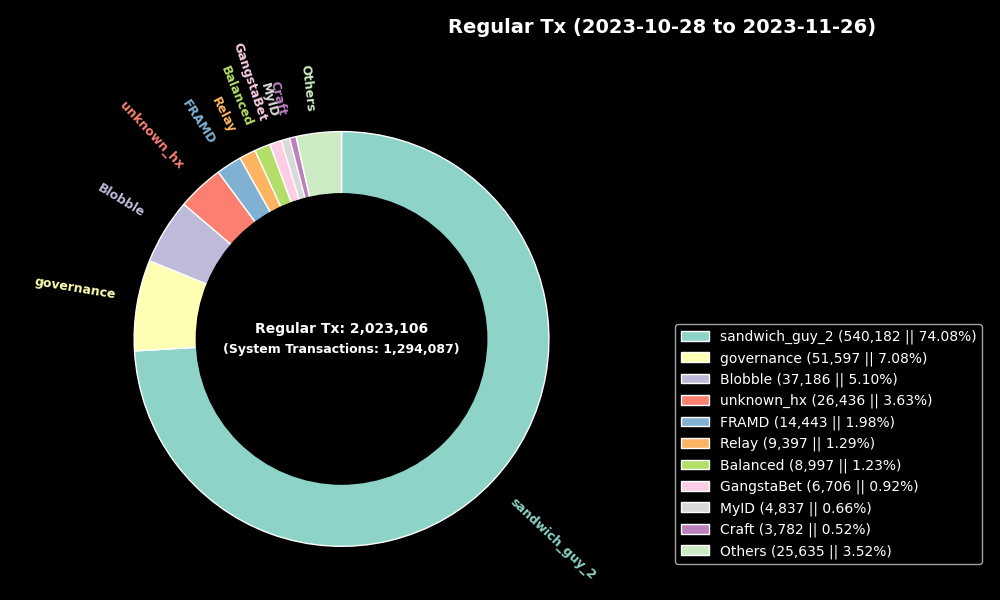 Regular Tx (2023-10-28 to 2023-11-26)
Others
Craft
MyID
GangstaBet
Balanced
Relay
FRAMD
unknown_hx
Blobble
governance
sandwich_guy_2
Regular Tx: 2,023,106
(System Transactions: 1,294,087)
sandwich_guy_2 (540,182 || 74.08%)
governance (51,597 || 7.08%)
Blobble (37,186 || 5.10%)
unknown_hx (26,436 || 3.63%)
FRAMD (14,443 || 1.98%)
Relay (9,397 || 1.29%)
Balanced (8,997 || 1.23%)
GangstaBet (6,706 || 0.92%)
MyID (4,837 || 0.66%)
Craft (3,782 || 0.52%)
Others (25,635 || 3.52%)